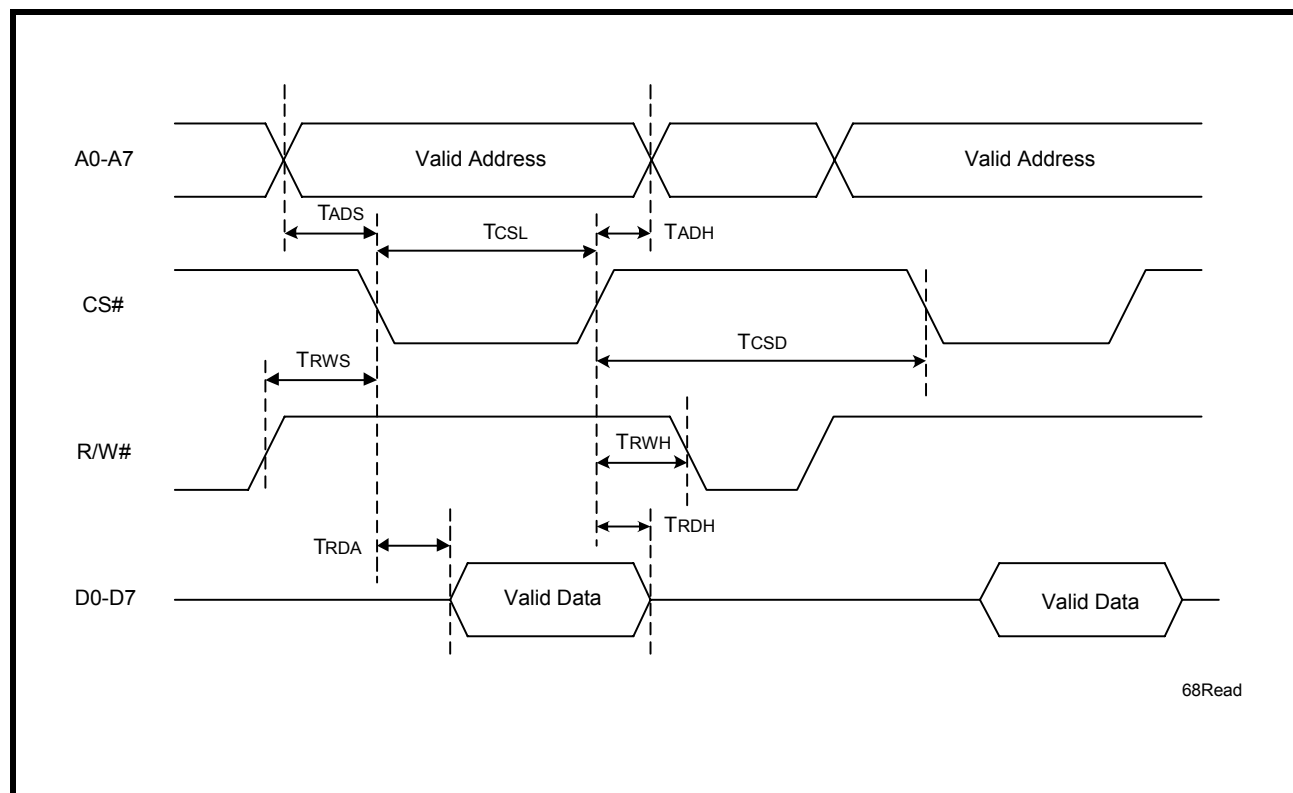 A0-A7
Valid Address
Valid Address
TADS
TCSL
TADH
CS#
TCSD
TRWS
R/W#
TRWH
TRDH
TRDA
D0-D7
Valid Data
Valid Data
68Read